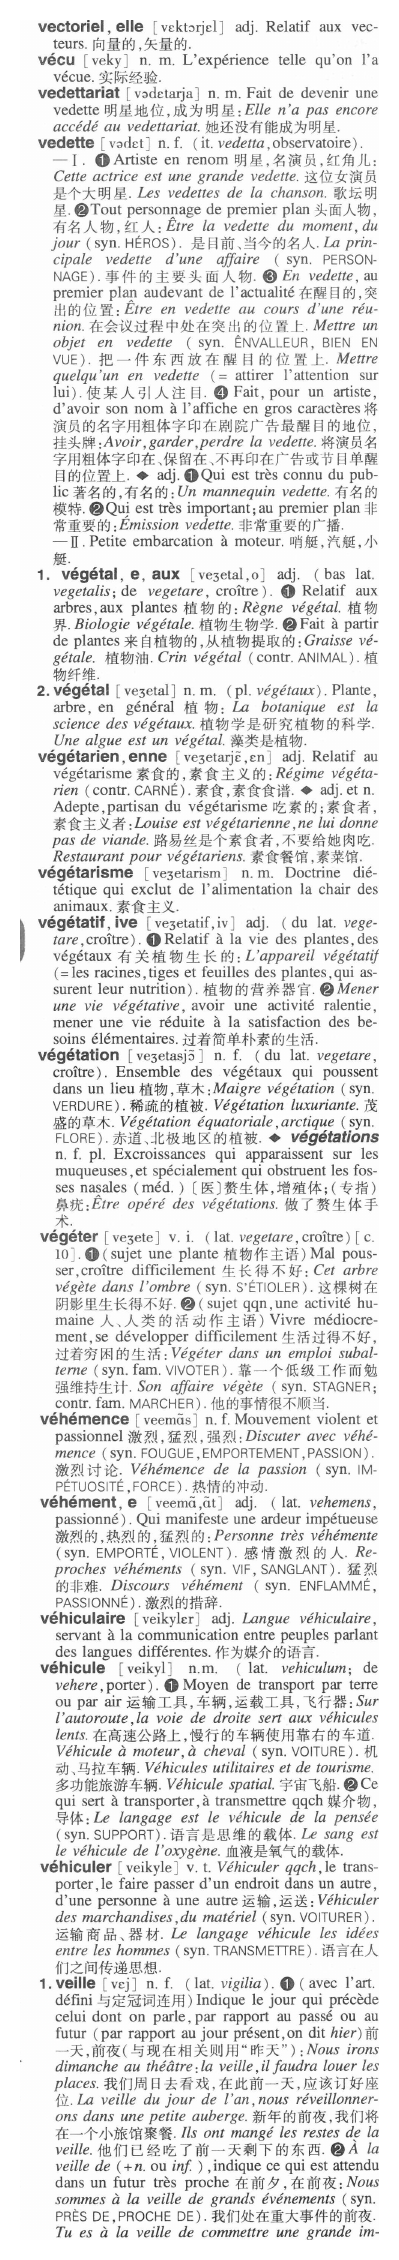 vectoriel, elle [vɛktɔrjɛl] adj. Relatif aux vec-
teurs. 向量的,矢量的.
vécu [veky] n. m. L'expérience telle qu'on l'a
vécue. 实际经验.
vedettariat [vədɛtarja] n. m. Fait de devenir une
vedette 明星地位,成为明星: Elle n'a pas encore
accédé au vedettariat. 她还没有能成为明星.
vedette [vədɛt] n. f. (it. vedetta, observatoire).
— I. ❶ Artiste en renom 明星,名演员,红角儿:
Cette actrice est une grande vedette. 这位女演员
是个大明星. Les vedettes de la chanson. 歌坛明
星. ❷ Tout personnage de premier plan 头面人物,
有名人物,红人: Être la vedette du moment, du
jour (syn. HÉROS). 是目前、当今的名人. La prin-
cipale vedette d'une affaire (syn. PERSON-
NAGE). 事件的主要头面人物. ❸ En vedette, au
premier plan audevant de l'actualité 在醒目的,突
出的位置: Être en vedette au cours d'une réu-
nion. 在会议过程中处在突出的位置上. Mettre un
objet en vedette (syn. ÊNVALLEUR, BIEN EN
VUE). 把一件东西放在醒目的位置上. Mettre
quelqu'un en vedette (= attirer l'attention sur
lui). 使某人引人注目. ❹ Fait, pour un artiste,
d'avoir son nom à l'affiche en gros caractères 将
演员的名字用粗体字印在剧院广告最醒目的位置,
挂头牌: Avoir, garder, perdre la vedette. 将演员名
字用粗体字印在、保留在、不再印在广告或节目单醒
目的位置上. ◆ adj. ❶ Qui est très connu du pub-
lic 著名的,有名的: Un mannequin vedette. 有名的
模特. ❷ Qui est très important; au premier plan 非
常重要的: Émission vedette. 非常重要的广播.
— II. Petite embarcation à moteur. 哨艇,汽艇,小
艇.
1. végétal, e, aux [veʒetal, o] adj. (bas lat.
vegetalis; de vegetare, croître). ❶ Relatif aux
arbres, aux plantes 植物的: Règne végétal. 植物
界. Biologie végétale. 植物生物学. ❷ Fait à partir
de plantes 来自植物的,从植物提取的: Graisse vé-
gétale. 植物油. Crin végétal (contr. ANIMAL). 植
物纤维.
2. végétal [veʒetal] n. m. (pl. végétaux). Plante,
arbre, en général 植物: La botanique est la
science des végétaux. 植物学是研究植物的科学.
Une algue est un végétal. 藻类是植物.
végétarien, enne [veʒetarjɛ̃, ɛn] adj. Relatif au
végétarisme 素食的,素食主义的: Régime végéta-
rien (contr. CARNÉ). 素食,素食食谱. ◆ adj. et n.
Adepte, partisan du végétarisme 吃素的;素食者,
素食主义者: Louise est végétarienne, ne lui donne
pas de viande. 路易丝是个素食者,不要给她肉吃.
Restaurant pour végétariens. 素食餐馆,素菜馆.
végétarisme [veʒetarism] n. m. Doctrine dié-
tétique qui exclut de l'alimentation la chair des
animaux. 素食主义.
végétatif, ive [veʒetatif, iv] adj. (du lat. vege-
tare, croître). ❶ Relatif à la vie des plantes, des
végétaux 有关植物生长的: L'appareil végétatif
(= les racines, tiges et feuilles des plantes, qui as-
surent leur nutrition). 植物的营养器官. ❷ Mener
une vie végétative, avoir une activité ralentie,
mener une vie réduite à la satisfaction des be-
soins élémentaires. 过着简单朴素的生活.
végétation [veʒetasjɔ̃] n. f. (du lat. vegetare,
croître). Ensemble des végétaux qui poussent
dans un lieu 植物,草木: Maigre végétation (syn.
VERDURE). 稀疏的植被. Végétation luxuriante. 茂
盛的草木. Végétation équatoriale, arctique (syn.
FLORE). 赤道、北极地区的植被. ◆ végétations
n. f. pl. Excroissances qui apparaissent sur les
muqueuses, et spécialement qui obstruent les fos-
ses nasales (méd.) [医]赘生体,增殖体;(专指)
鼻疣: Être opéré des végétations. 做了赘生体手
术.
végéter [veʒete] v. i. (lat. vegetare, croître) [c.
10]. ❶ (sujet une plante 植物作主语) Mal pous-
ser, croître difficilement 生长得不好: Cet arbre
végète dans l'ombre (syn. S'ÉTIOLER). 这棵树在
阴影里生长得不好. ❷ (sujet qqn, une activité hu-
maine 人、人类的活动作主语) Vivre médiocre-
ment, se développer difficilement 生活过得不好,
过着穷困的生活: Végéter dans un emploi subal-
terne (syn. fam. VIVOTER). 靠一个低级工作而勉
强维持生计. Son affaire végète (syn. STAGNER;
contr. fam. MARCHER). 他的事情很不顺当.
véhémence [veemɑ̃s] n. f. Mouvement violent et
passionnel 激烈,猛烈,强烈: Discuter avec véhé-
mence (syn. FOUGUE, EMPORTEMENT, PASSION).
激烈讨论. Véhémence de la passion (syn. IM-
PÉTUOSITÉ, FORCE). 热情的冲动.
véhément, e [veemɑ̃, ɑ̃t] adj. (lat. vehemens,
passionné). Qui manifeste une ardeur impétueuse
激烈的,热烈的,猛烈的: Personne très véhémente
(syn. EMPORTÉ, VIOLENT). 感情激烈的人. Re-
proches véhéments (syn. VIF, SANGLANT). 猛烈
的非难. Discours véhément (syn. ENFLAMMÉ,
PASSIONNÉ). 激烈的措辞.
véhiculaire [veikylɛr] adj. Langue véhiculaire,
servant à la communication entre peuples parlant
des langues différentes. 作为媒介的语言.
véhicule [veikyl] n.m. (lat. vehiculum; de
vehere, porter). ❶ Moyen de transport par terre
ou par air 运输工具,车辆,运载工具,飞行器: Sur
l'autoroute, la voie de droite sert aux véhicules
lents. 在高速公路上,慢行的车辆使用靠右的车道.
Véhicule à moteur, à cheval (syn. VOITURE). 机
动、马拉车辆. Véhicules utilitaires et de tourisme.
多功能旅游车辆. Véhicule spatial. 宇宙飞船. ❷ Ce
qui sert à transporter, à transmettre qqch 媒介物,
导体: Le langage est le véhicule de la pensée
(syn. SUPPORT). 语言是思维的载体. Le sang est
le véhicule de l'oxygène. 血液是氧气的载体.
véhiculer [veikyle] v. t. Véhiculer qqch, le trans-
porter, le faire passer d'un endroit dans un autre,
d'une personne à une autre 运输,运送: Véhiculer
des marchandises, du matériel (syn. VOITURER).
运输商品、器材. Le langage véhicule les idées
entre les hommes (syn. TRANSMETTRE). 语言在人
们之间传递思想.
1. veille [vɛj] n. f. (lat. vigilia). ❶ (avec l'art.
défini 与定冠词连用) Indique le jour qui précède
celui dont on parle, par rapport au passé ou au
futur (par rapport au jour présent, on dit hier) 前
一天,前夜(与现在相关则用“昨天”): Nous irons
dimanche au théâtre; la veille, il faudra louer les
places. 我们周日去看戏,在此前一天,应该订好座
位. La veille du jour de l'an, nous réveillonner-
ons dans une petite auberge. 新年的前夜,我们将
在一个小旅馆聚餐. Ils ont mangé les restes de la
veille. 他们已经吃了前一天剩下的东西. ❷ À la
veille de (+n. ou inf.), indique ce qui est attendu
dans un futur très proche 在前夕,在前夜: Nous
sommes à la veille de grands événements (syn.
PRÈS DE, PROCHE DE). 我们处在重大事件的前夜.
Tu es à la veille de commettre une grande im-